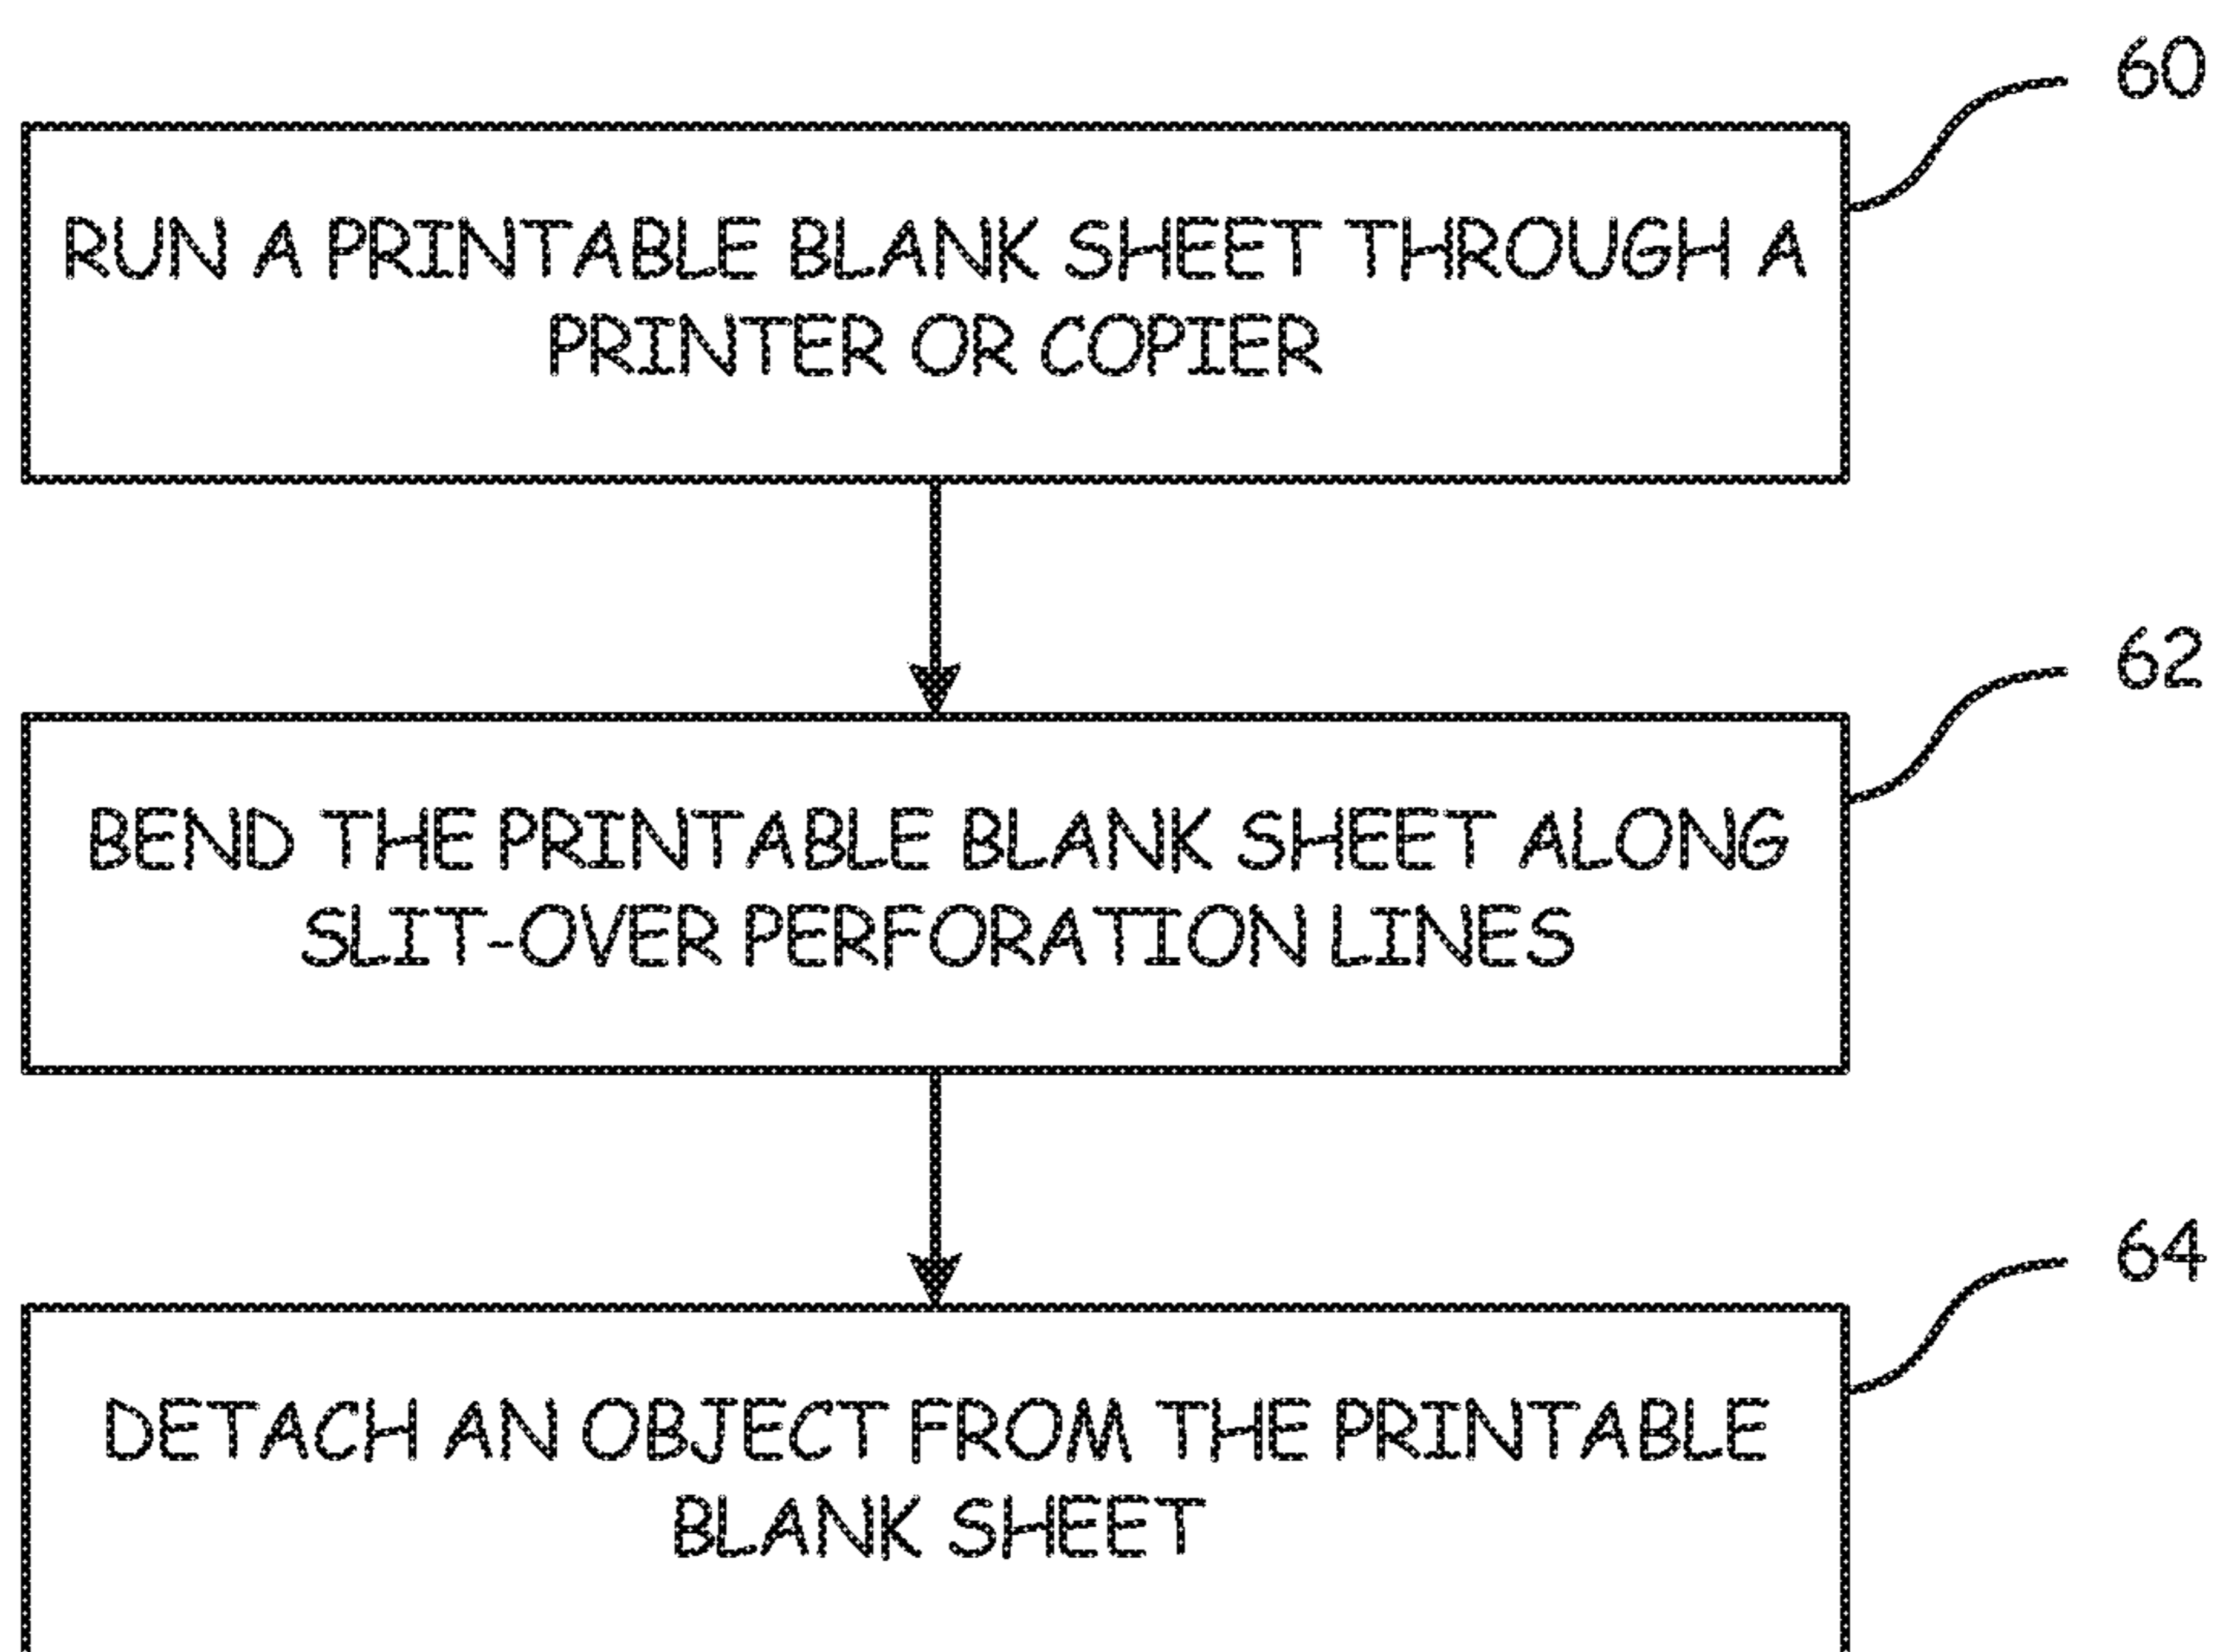 60
RUN A PRINTABLE BLANK SHEET THROUGH A
PRINTER OR COPIER
62
BEND THE PRINTABLE BLANK SHEET ALONG
SLIT-OVER PERFORATION LINES
64
DETACH AN OBJECT FROM THE PRINTABLE
BLANK SHEET